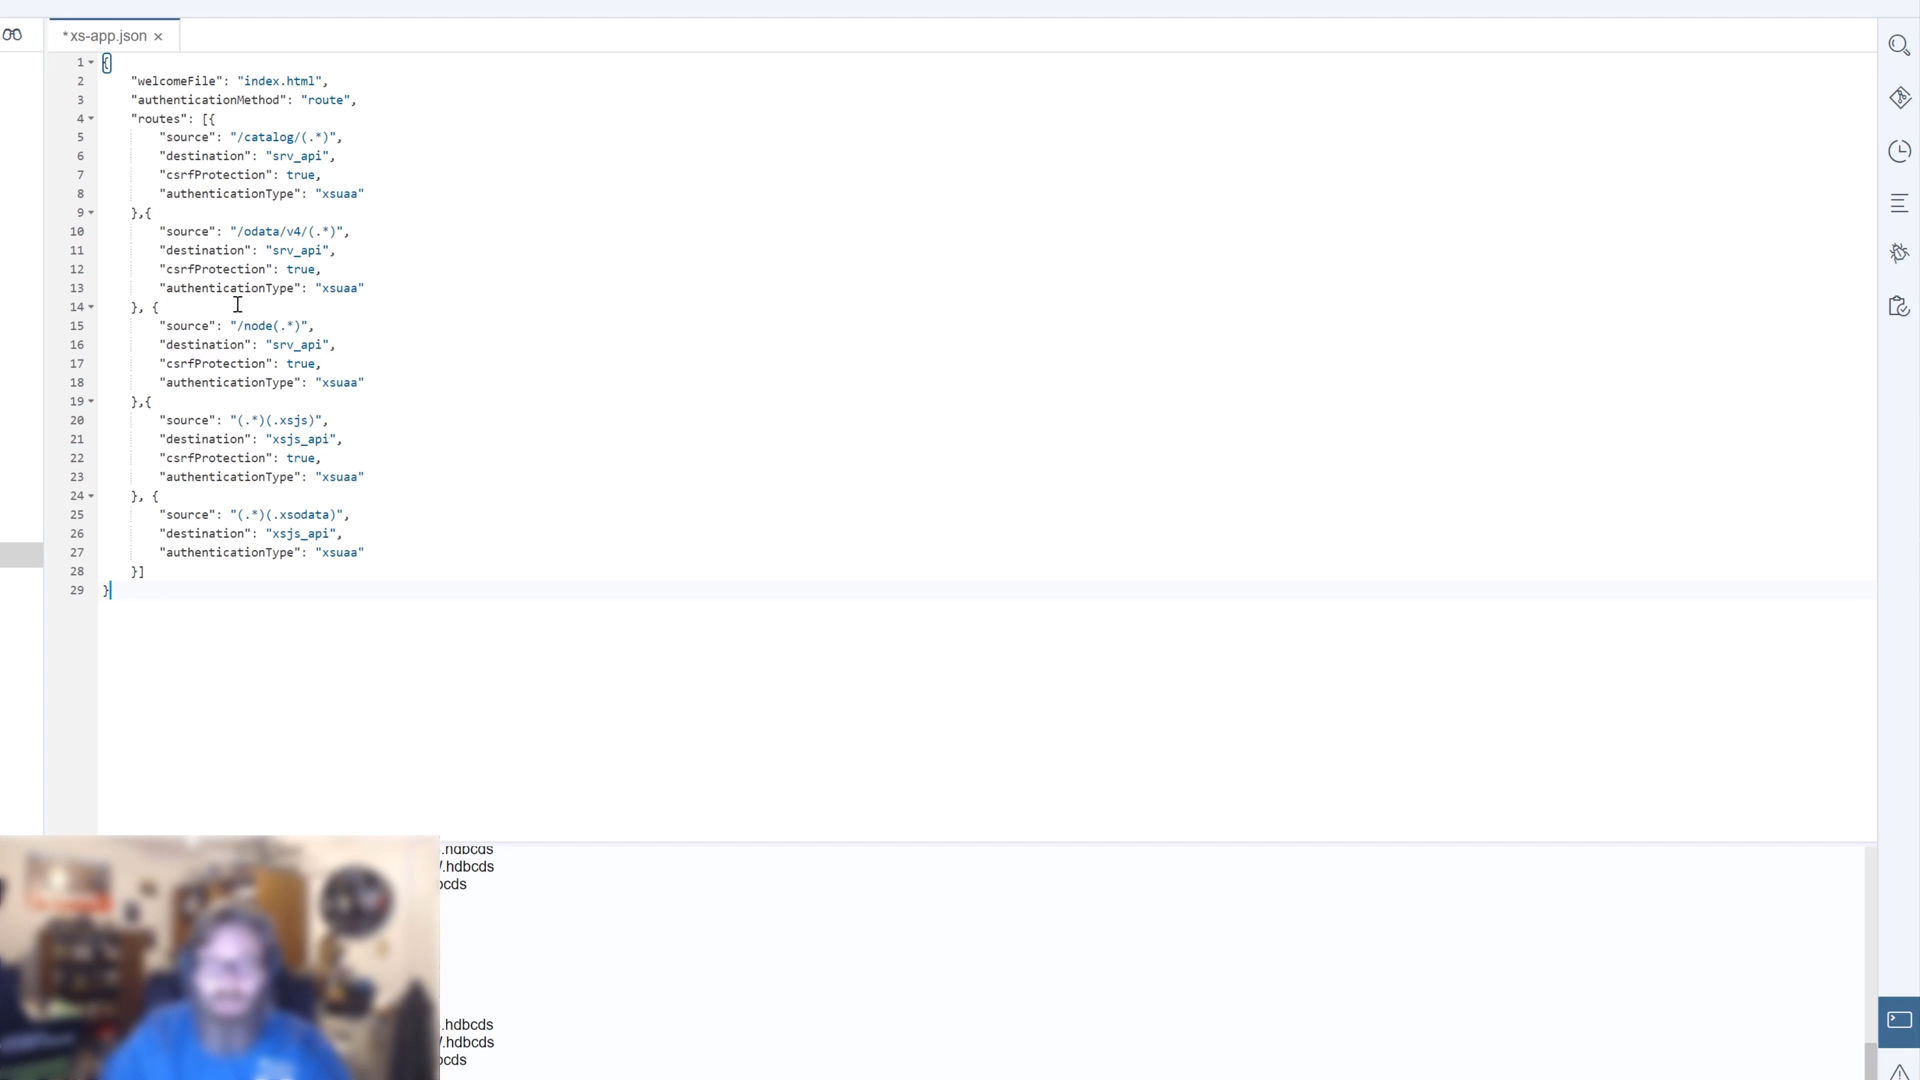 *xs-app.json ×
1 {
2 "welcomeFile": "index.html",
3 "authenticationMethod": "route",
4 "routes": [{
5 "source": "/catalog/(.*)",
6 "destination": "srv_api",
7 "csrfProtection": true,
8 "authenticationType": "xsuaa"
9 },{
10 "source": "/odata/v4/(.*)",
11 "destination": "srv_api",
12 "csrfProtection": true,
13 "authenticationType": "xsuaa"
14 }, {
15 "source": "/node(.*)",
16 "destination": "srv_api",
17 "csrfProtection": true,
18 "authenticationType": "xsuaa"
19 },{
20 "source": "(.*)(.xsjs)",
21 "destination": "xsjs_api",
22 "csrfProtection": true,
23 "authenticationType": "xsuaa"
24 }, {
25 "source": "(.*)(.xsodata)",
26 "destination": "xsjs_api",
27 "authenticationType": "xsuaa"
28 }]
29 }
.hdbcds
.hdbcds
cds
.hdbcds
.hdbcds
cds